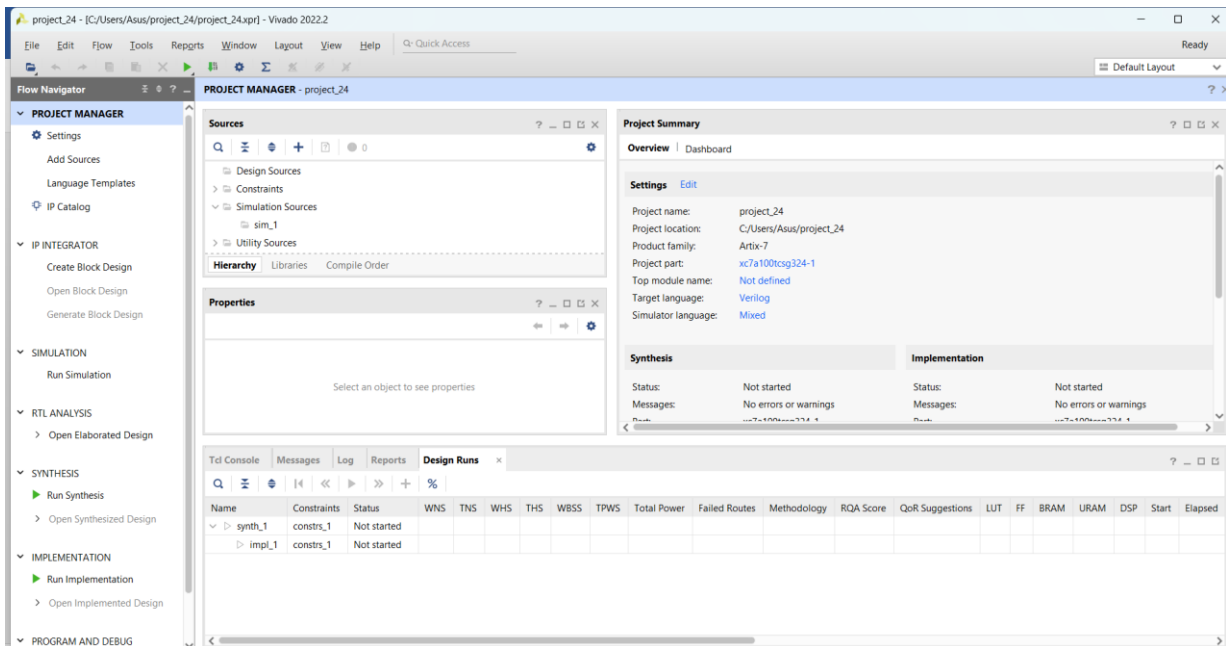 project_24 - [C:/Users/Asus/project_24/project_24.xpr] - Vivado 2022.2
File Edit Flow Tools Reports Window Layout View Help Q- Quick Access Ready
Default Layout
Flow Navigator
PROJECT MANAGER - project_24
PROJECT MANAGER
Settings
Add Sources
Language Templates
IP Catalog
IP INTEGRATOR
Create Block Design
Open Block Design
Generate Block Design
SIMULATION
Run Simulation
RTL ANALYSIS
Open Elaborated Design
SYNTHESIS
Run Synthesis
Open Synthesized Design
IMPLEMENTATION
Run Implementation
Open Implemented Design
PROGRAM AND DEBUG
Sources
0
Design Sources
Constraints
Simulation Sources
sim_1
Utility Sources
Hierarchy Libraries Compile Order
Properties
Select an object to see properties
Project Summary
Overview | Dashboard
Settings Edit
Project name: project_24
Project location: C:/Users/Asus/project_24
Product family: Artix-7
Project part: xc7a100tcsg324-1
Top module name: Not defined
Target language: Verilog
Simulator language: Mixed
Synthesis Implementation
Status: Not started Status: Not started
Messages: No errors or warnings Messages: No errors or warnings
Part: xc7a100tcsg324-1 Part: xc7a100tcsg324-1
Tcl Console Messages Log Reports Design Runs
Name Constraints Status WNS TNS WHS THS WBSS TPWS Total Power Failed Routes Methodology RQA Score QoR Suggestions LUT FF BRAM URAM DSP Start Elapsed
synth_1 constrs_1 Not started
impl_1 constrs_1 Not started